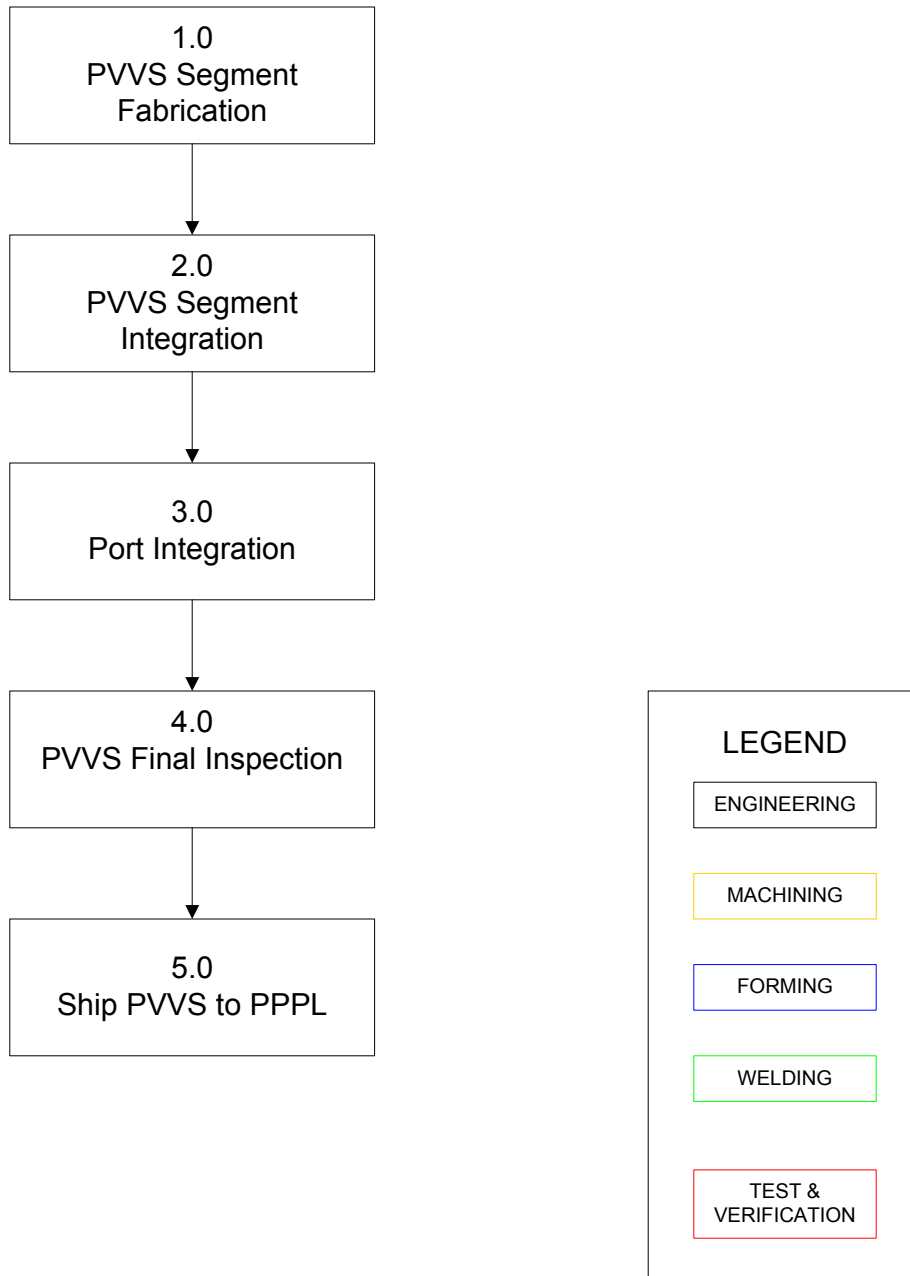 1.0
PVVS Segment
Fabrication
2.0
PVVS Segment
Integration
3.0
Port Integration
4.0
PVVS Final Inspection
5.0
Ship PVVS to PPPL
LEGEND
ENGINEERING
MACHINING
FORMING
WELDING
TEST &
VERIFICATION